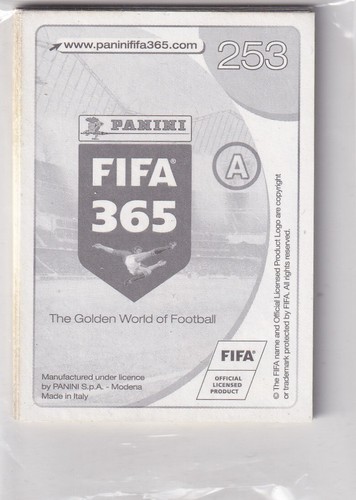 www.paninififa365.com
253
PANINI
FIFA®
365
A
The Golden World of Football
Manufactured under licence
by PANINI S.p.A. - Modena
Made in Italy
FIFA®
OFFICIAL
LICENSED
PRODUCT
© The FIFA name and Official Licensed Product Logo are copyright
or trademark protected by FIFA. All rights reserved.